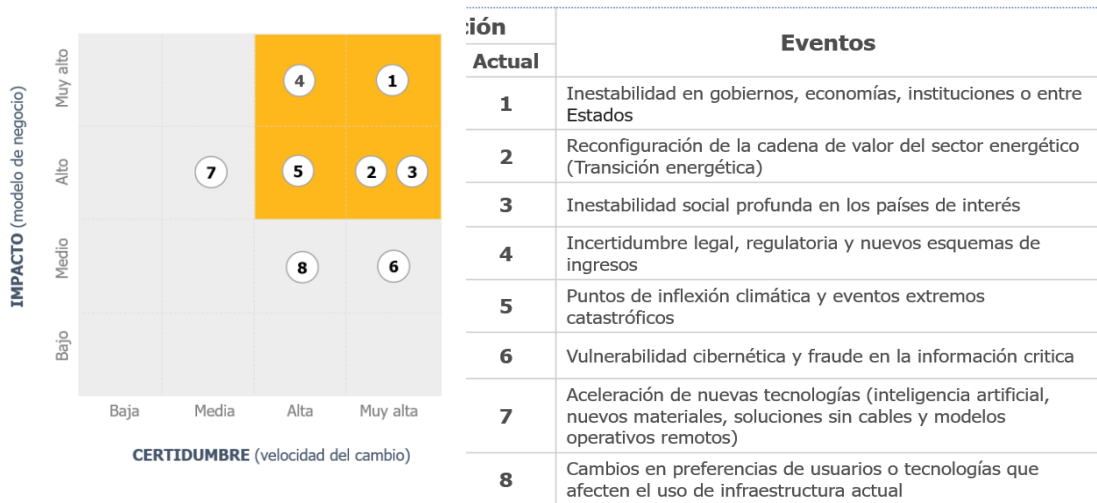 IMPACTO (modelo de negocio)
Muy alto
Alto
Medio
Bajo
4
1
7
5
2
3
8
6
Baja
Media
Alta
Muy alta
CERTIDUMBRE (velocidad del cambio)
ción
Actual
Eventos
1
Inestabilidad en gobiernos, economías, instituciones o entre
Estados
2
Reconfiguración de la cadena de valor del sector energético
(Transición energética)
3
Inestabilidad social profunda en los países de interés
4
Incertidumbre legal, regulatoria y nuevos esquemas de
ingresos
5
Puntos de inflexión climática y eventos extremos
catastróficos
6
Vulnerabilidad cibernética y fraude en la información critica
7
Aceleración de nuevas tecnologías (inteligencia artificial,
nuevos materiales, soluciones sin cables y modelos
operativos remotos)
8
Cambios en preferencias de usuarios o tecnologías que
afecten el uso de infraestructura actual